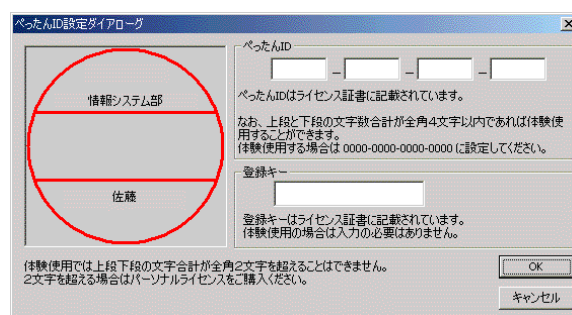 ぺったんID設定ダイアローグ
情報システム部
佐藤
ぺったんID
ぺったんIDはライセンス証書に記載されています。
なお、上段と下段の文字数合計が全角4文字以内であれば体験使
用することができます。
体験使用する場合は 0000-0000-0000-0000 に設定してください。
登録キー
登録キーはライセンス証書に記載されています。
体験使用の場合は入力の必要はありません。
体験使用では上段下段の文字合計が全角2文字を超えることはできません。
2文字を超える場合はパーソナルライセンスをご購入ください。
OK
キャンセル